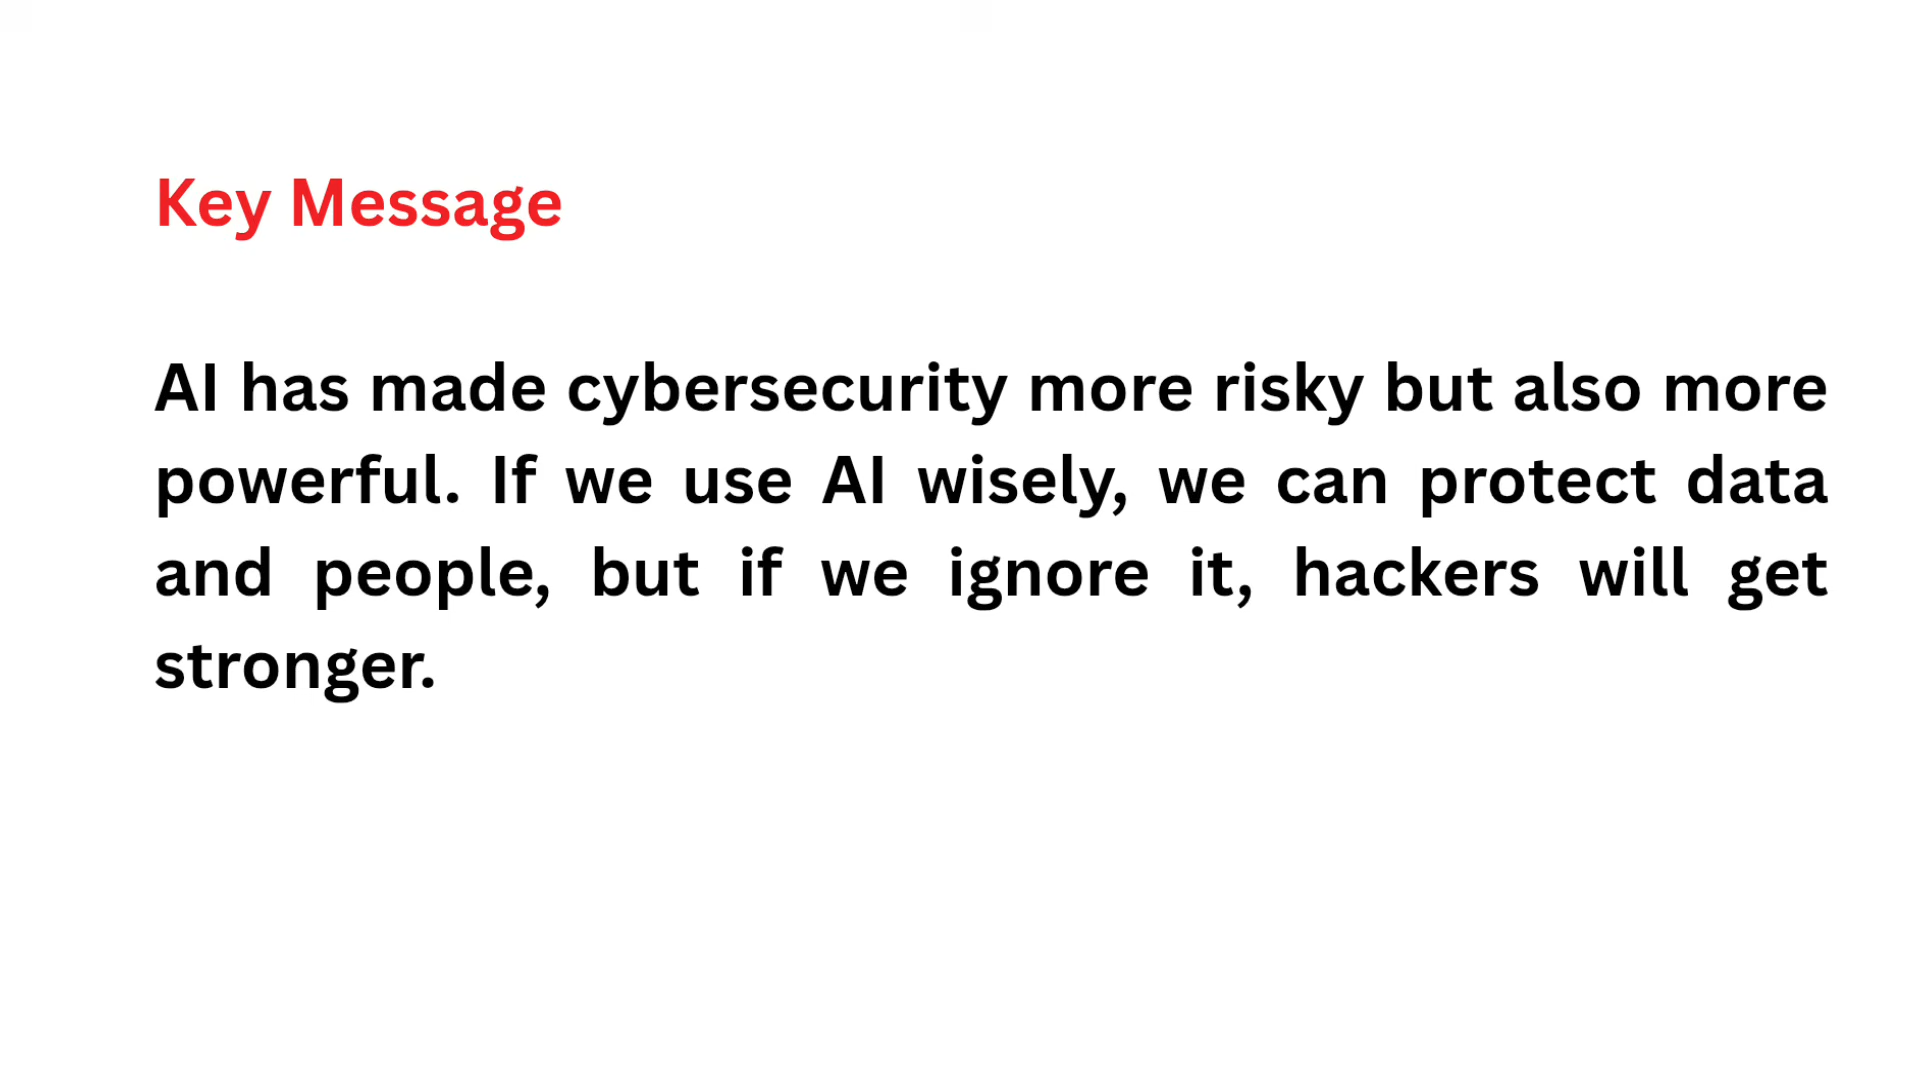 Key Message
AI has made cybersecurity more risky but also more
powerful. If we use AI wisely, we can protect data
and people, but if we ignore it, hackers will get
stronger.